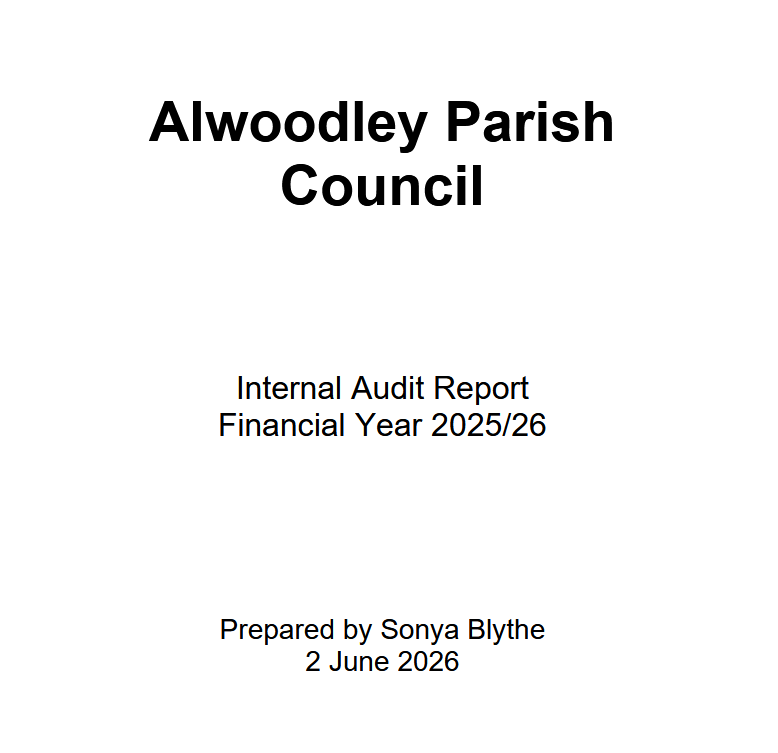 Alwoodley Parish
Council
Internal Audit Report
Financial Year 2025/26
Prepared by Sonya Blythe
2 June 2026